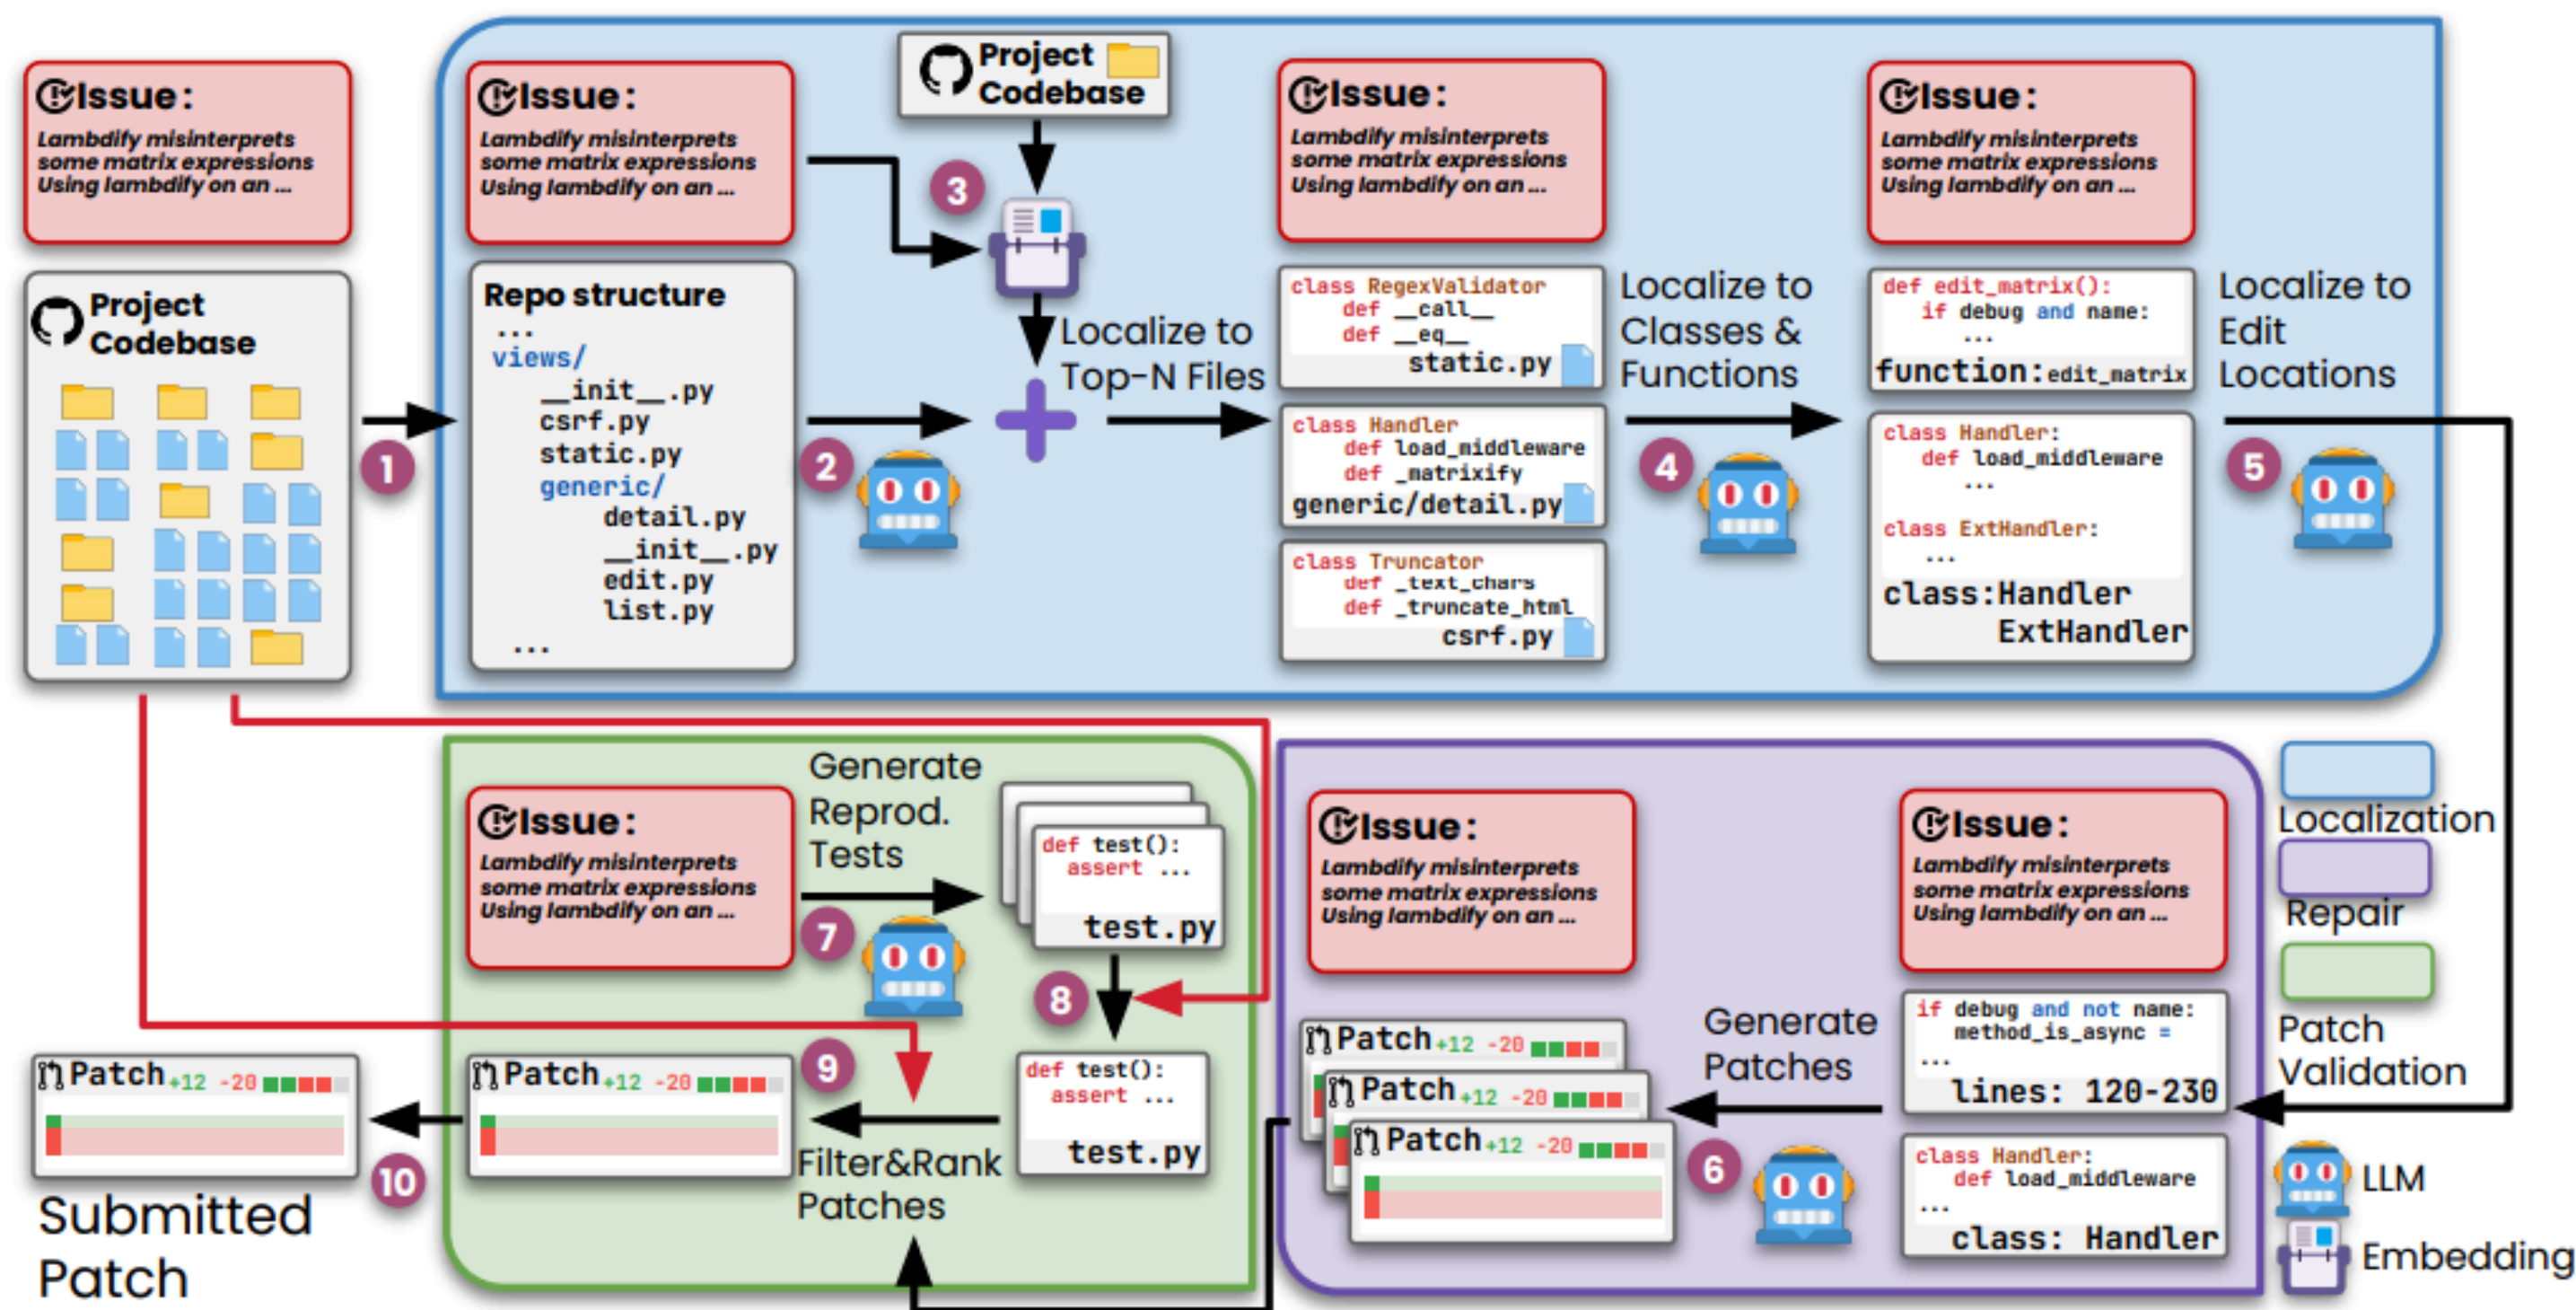 Issue:
Lambdify misinterprets
some matrix expressions
Using lambdify on an ...
Project
Codebase
1
Issue:
Lambdify misinterprets
some matrix expressions
Using lambdify on an ...
Repo structure
...
views/
__init__.py
csrf.py
static.py
generic/
detail.py
__init__.py
edit.py
list.py
...
2
Project
Codebase
3
Localize to
Top-N Files
Issue:
Lambdify misinterprets
some matrix expressions
Using lambdify on an ...
class RegexValidator
def __call__
def __eq__
static.py
class Handler
def load_middleware
def _matrixify
generic/detail.py
class Truncator
def _text_chars
def _truncate_html
csrf.py
Localize to
Classes &
Functions
4
Issue:
Lambdify misinterprets
some matrix expressions
Using lambdify on an ...
def edit_matrix():
if debug and name:
...
function:edit_matrix
class Handler:
def load_middleware
...
class ExtHandler:
...
class:Handler
ExtHandler
Localize to
Edit
Locations
5
Issue:
Lambdify misinterprets
some matrix expressions
Using lambdify on an ...
Generate
Reprod.
Tests
7
def test():
assert ...
test.py
8
def test():
assert ...
test.py
9
Filter&Rank
Patches
Patch +12 -20
10
Patch +12 -20
Submitted
Patch
Issue:
Lambdify misinterprets
some matrix expressions
Using lambdify on an ...
Patch +12 -20
Patch +12 -20
Patch +12 -20
Generate
Patches
6
Issue:
Lambdify misinterprets
some matrix expressions
Using lambdify on an ...
if debug and not name:
method_is_async =
...
lines: 120-230
class Handler:
def load_middleware
...
class: Handler
Localization
Repair
Patch
Validation
LLM
Embedding